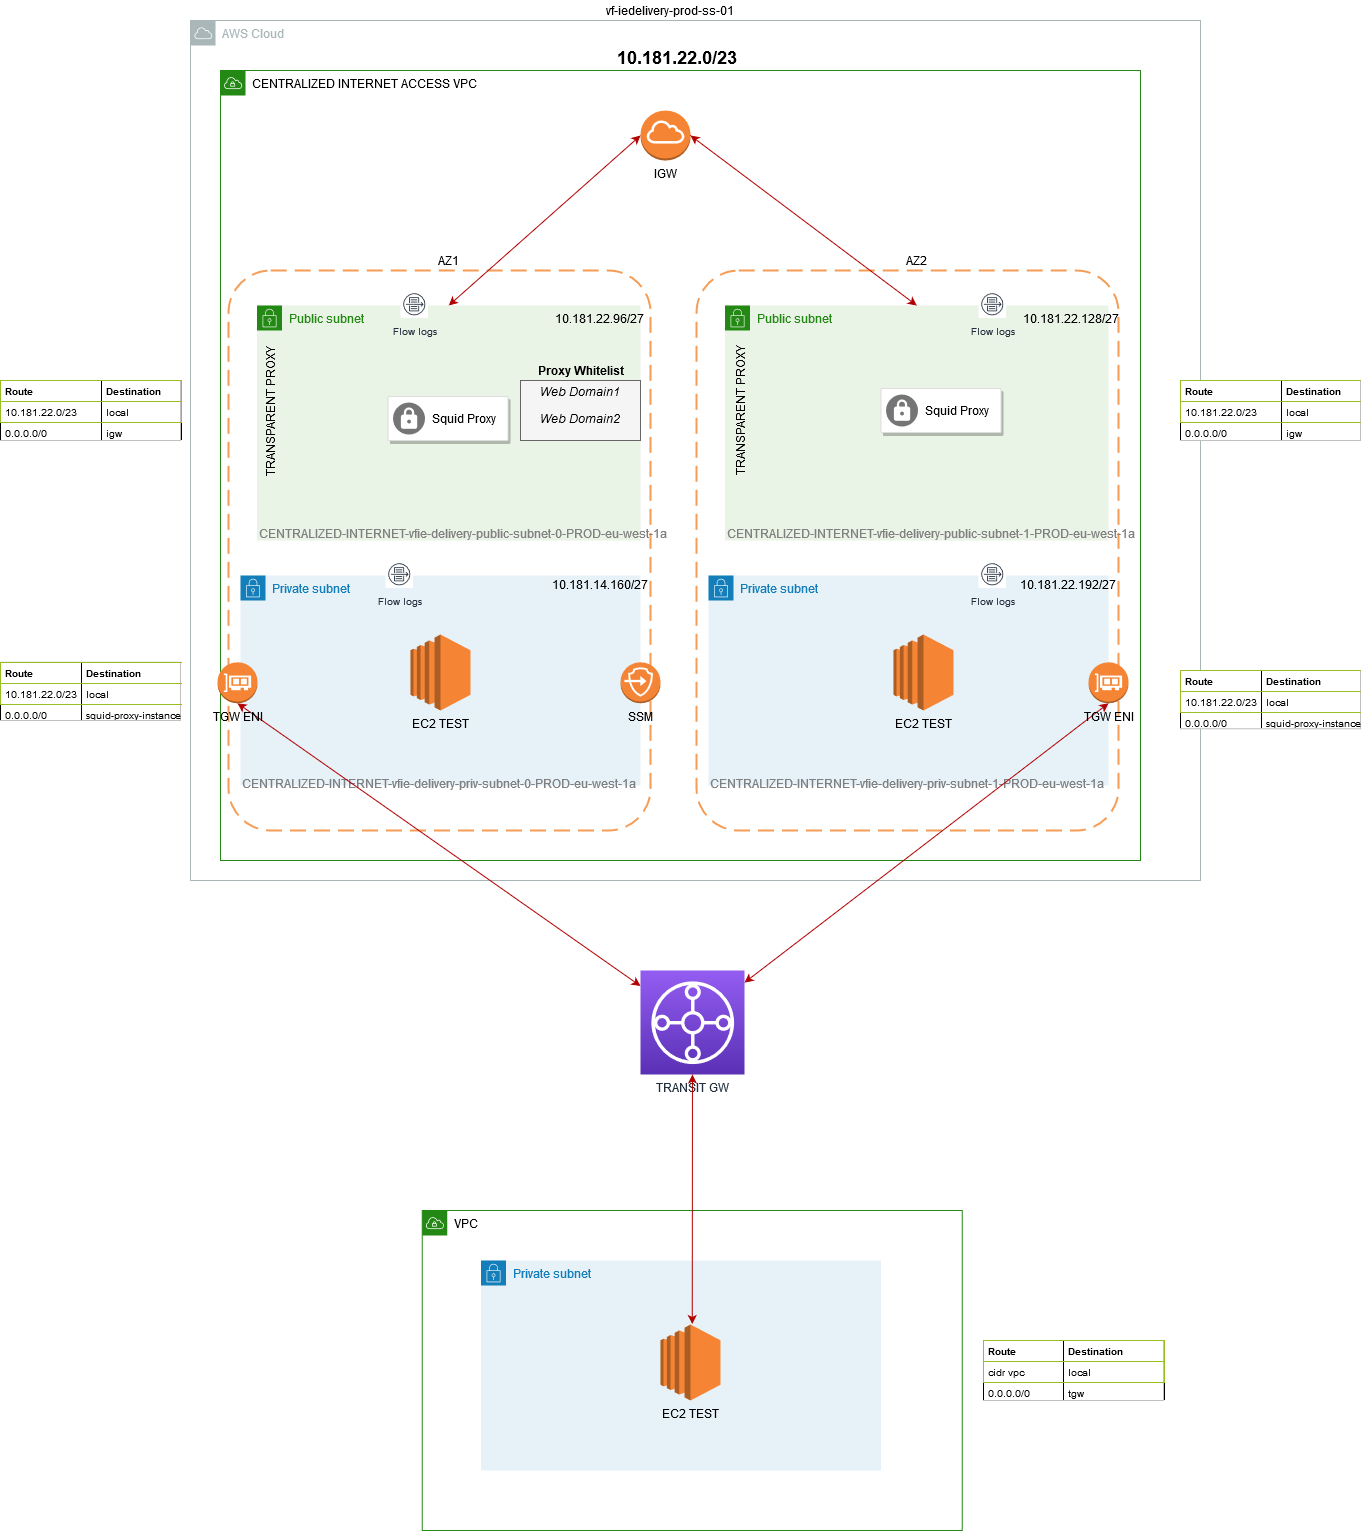 vf-iedelivery-prod-ss-01
AWS Cloud
10.181.22.0/23
CENTRALIZED INTERNET ACCESS VPC
IGW
AZ1
AZ2
Public subnet
Flow logs
10.181.22.96/27
TRANSPARENT PROXY
Squid Proxy
Proxy Whitelist
Web Domain1
Web Domain2
CENTRALIZED-INTERNET-vfie-delivery-public-subnet-0-PROD-eu-west-1a
Public subnet
Flow logs
10.181.22.128/27
TRANSPARENT PROXY
Squid Proxy
CENTRALIZED-INTERNET-vfie-delivery-public-subnet-1-PROD-eu-west-1a
Route Destination
10.181.22.0/23 local
0.0.0.0/0 igw
Route Destination
10.181.22.0/23 local
0.0.0.0/0 igw
Private subnet
Flow logs
10.181.14.160/27
TGW ENI
EC2 TEST
SSM
CENTRALIZED-INTERNET-vfie-delivery-priv-subnet-0-PROD-eu-west-1a
Private subnet
Flow logs
10.181.22.192/27
EC2 TEST
TGW ENI
CENTRALIZED-INTERNET-vfie-delivery-priv-subnet-1-PROD-eu-west-1a
Route Destination
10.181.22.0/23 local
0.0.0.0/0 squid-proxy-instance
Route Destination
10.181.22.0/23 local
0.0.0.0/0 squid-proxy-instance
TRANSIT GW
VPC
Private subnet
EC2 TEST
Route Destination
cidr vpc local
0.0.0.0/0 tgw